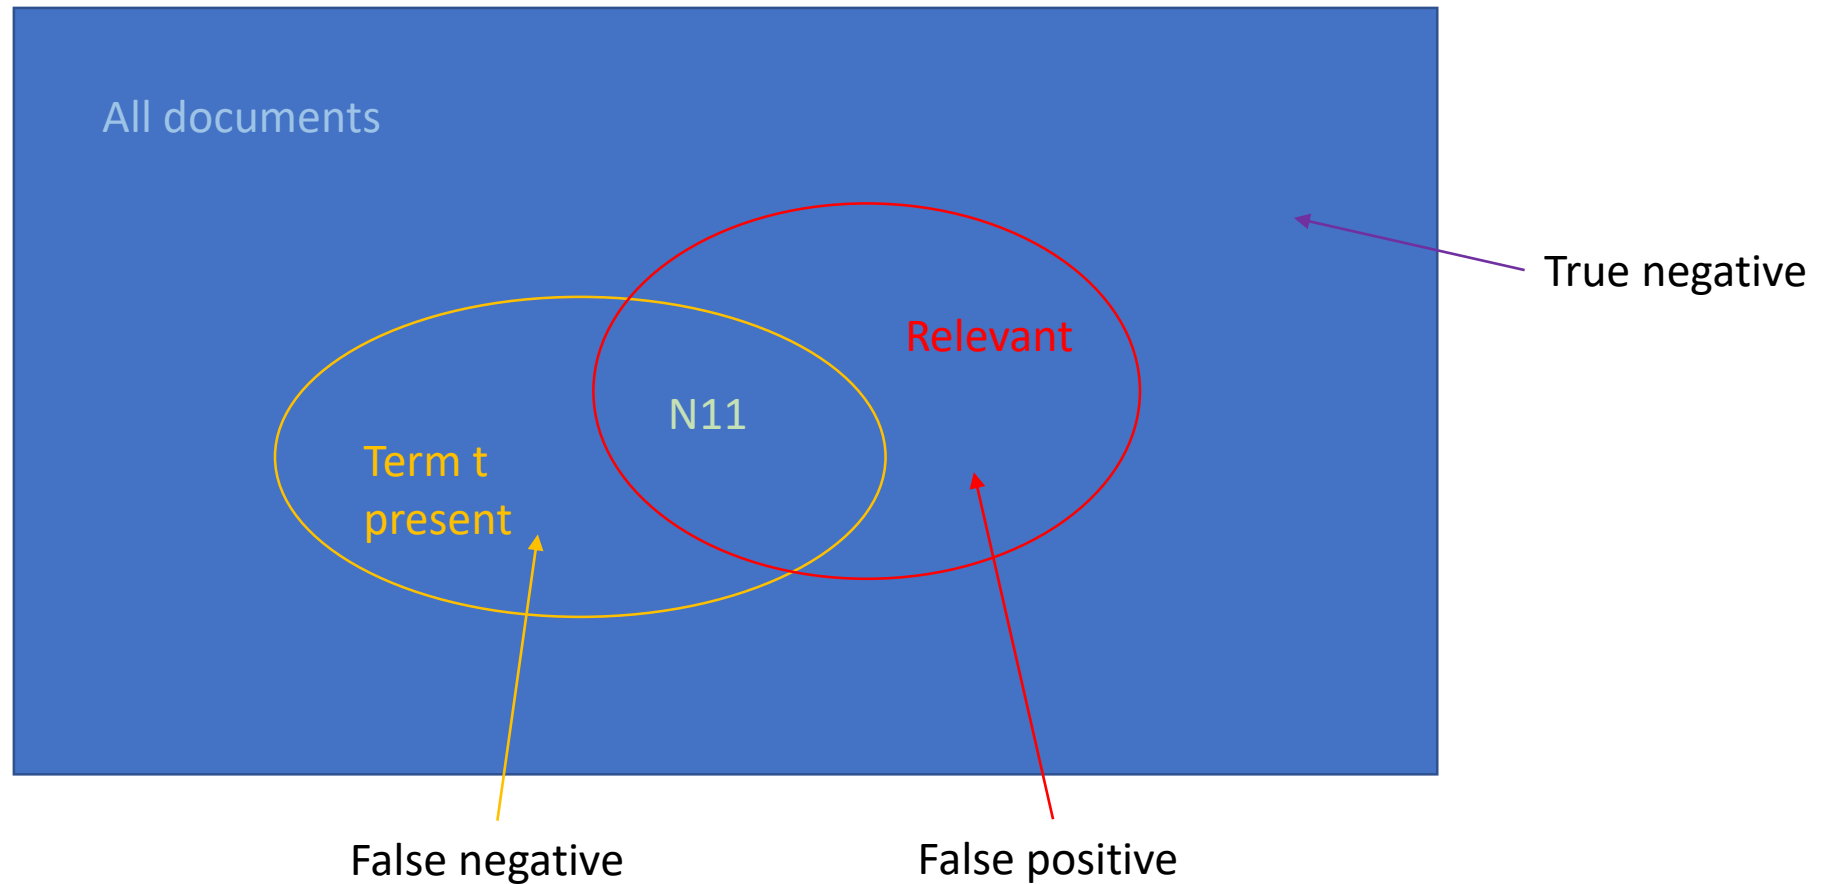 All documents
True negative
Relevant
N11
Term t
present
False negative
False positive